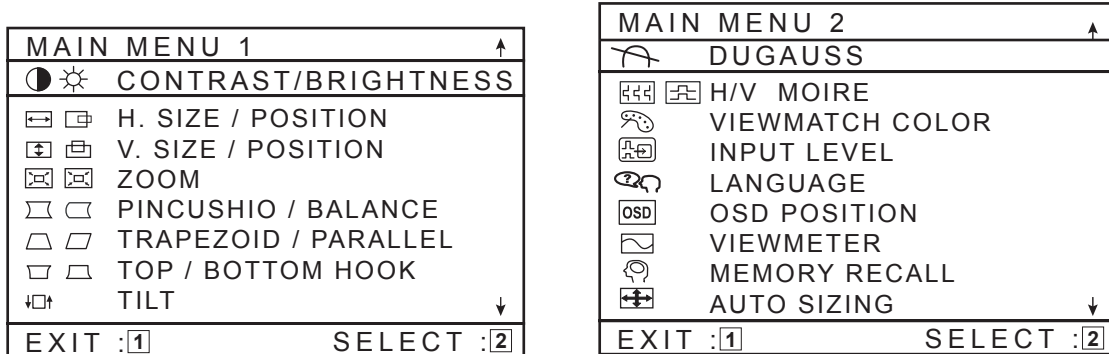 MAIN MENU 1
CONTRAST/BRIGHTNESS
H. SIZE / POSITION
V. SIZE / POSITION
ZOOM
PINCUSHIO / BALANCE
TRAPEZOID / PARALLEL
TOP / BOTTOM HOOK
TILT
EXIT :1 SELECT :2
MAIN MENU 2
DUGAUSS
H/V MOIRE
VIEWMATCH COLOR
INPUT LEVEL
? LANGUAGE
OSD OSD POSITION
VIEWMETER
MEMORY RECALL
AUTO SIZING
EXIT :1 SELECT :2